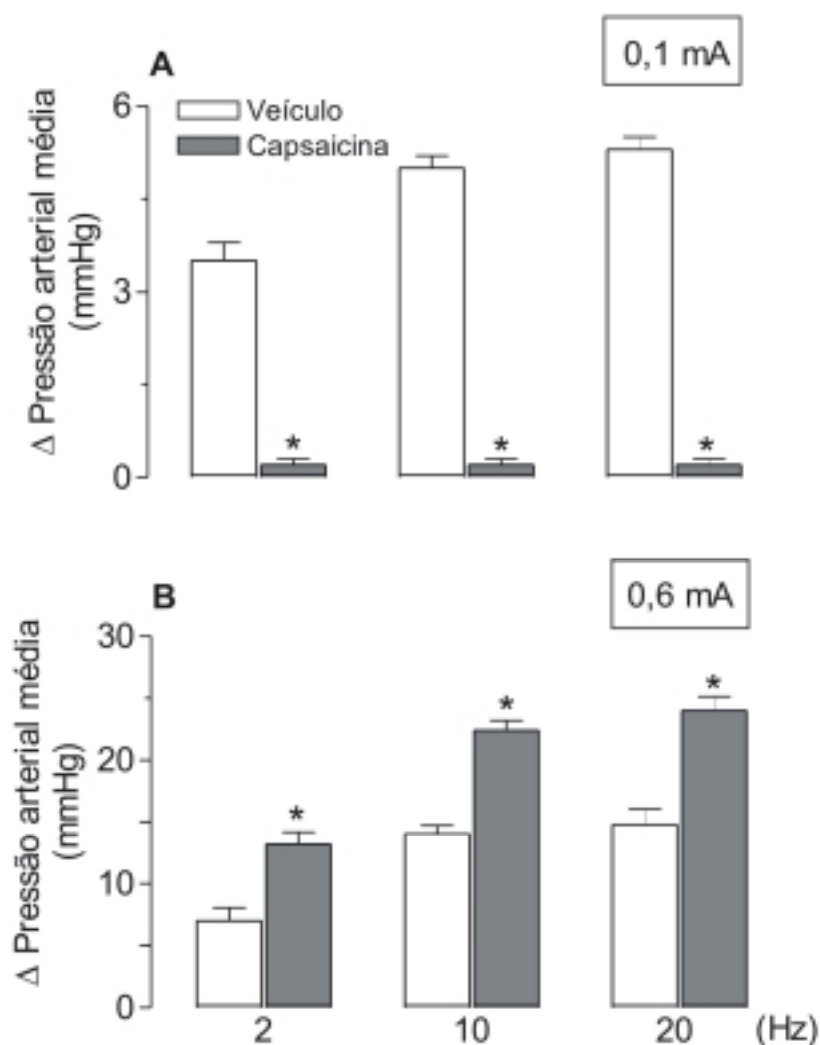 A
0,1 mA
Δ Pressão arterial média
(mmHg)
6
3
0
Veículo
Capsaicina
*
*
*
B
0,6 mA
Δ Pressão arterial média
(mmHg)
30
20
10
0
*
*
*
2 10 20 (Hz)